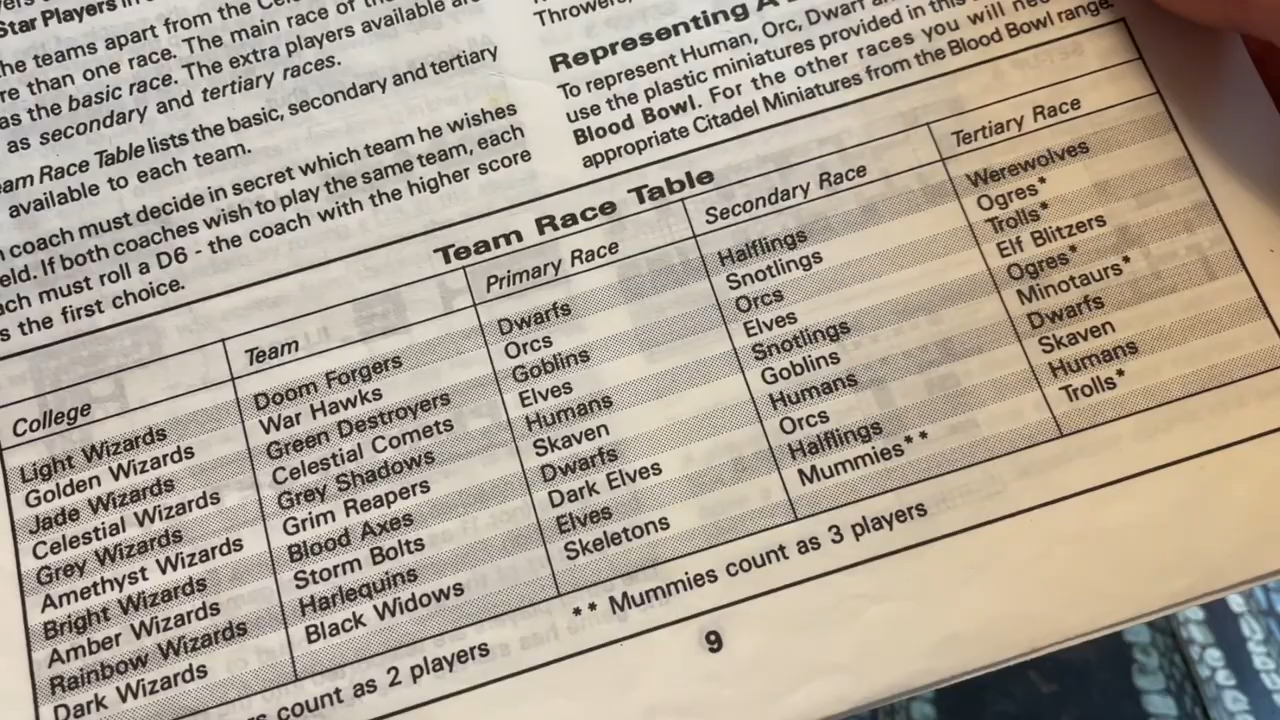 Star Players in
teams apart from the
more than one race. The main race of
as the basic race. The extra players available
as secondary and tertiary races.
Race Table lists the basic, secondary and tertiary
available to each team.
coach must decide in secret which team he wishes
If both coaches wish to play the same team, each
must roll a D6 - the coach with the higher score
the first choice.
Throwers,
Representing A
To represent Human, Orc, Dwarf
use the plastic miniatures provided in this
Blood Bowl. For the other races you will
appropriate Citadel Miniatures from the Blood Bowl range.
Team Race Table
College Team Primary Race Secondary Race Tertiary Race
Light Wizards Doom Forgers Dwarfs Halflings Werewolves
Golden Wizards War Hawks Orcs Snotlings Ogres*
Jade Wizards Green Destroyers Goblins Orcs Trolls*
Celestial Wizards Celestial Comets Elves Elves Elf Blitzers
Grey Wizards Grey Shadows Humans Snotlings Ogres*
Amethyst Wizards Grim Reapers Skaven Goblins Minotaurs*
Bright Wizards Blood Axes Dwarfs Humans Dwarfs
Amber Wizards Storm Bolts Dark Elves Orcs Skaven
Rainbow Wizards Harlequins Elves Halflings Humans
Dark Wizards Black Widows Skeletons Mummies** Trolls*
count as 2 players ** Mummies count as 3 players
9